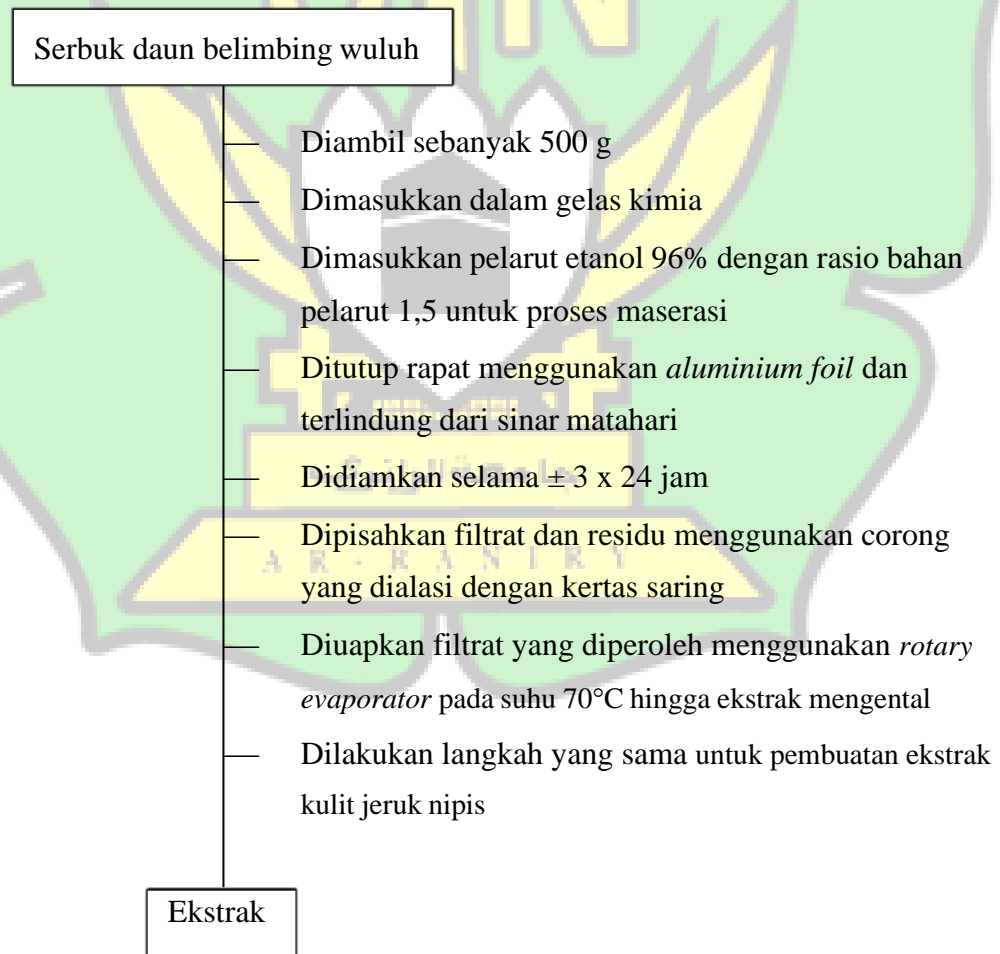 Serbuk daun belimbing wuluh
Diambil sebanyak 500 g
Dimasukkan dalam gelas kimia
Dimasukkan pelarut etanol 96% dengan rasio bahan
pelarut 1,5 untuk proses maserasi
Ditutup rapat menggunakan aluminium foil dan
terlindung dari sinar matahari
Didiamkan selama ± 3 x 24 jam
Dipisahkan filtrat dan residu menggunakan corong
A R - R A N I R Y
yang dialasi dengan kertas saring
Diuapkan filtrat yang diperoleh menggunakan rotary
evaporator pada suhu 70°C hingga ekstrak mengental
Dilakukan langkah yang sama untuk pembuatan ekstrak
kulit jeruk nipis
Ekstrak